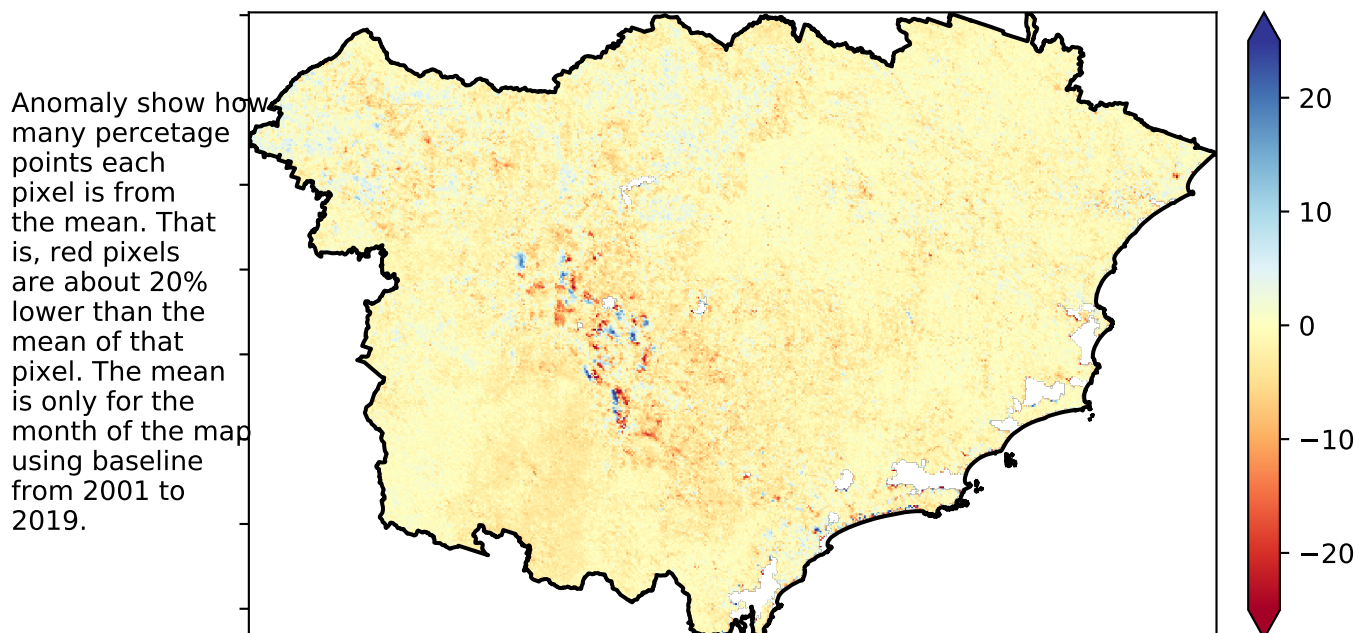 Anomaly show how
many percetage
points each
pixel is from
the mean. That
is, red pixels
are about 20%
lower than the
mean of that
pixel. The mean
is only for the
month of the map
using baseline
from 2001 to
2019.
20
10
0
−10
−20